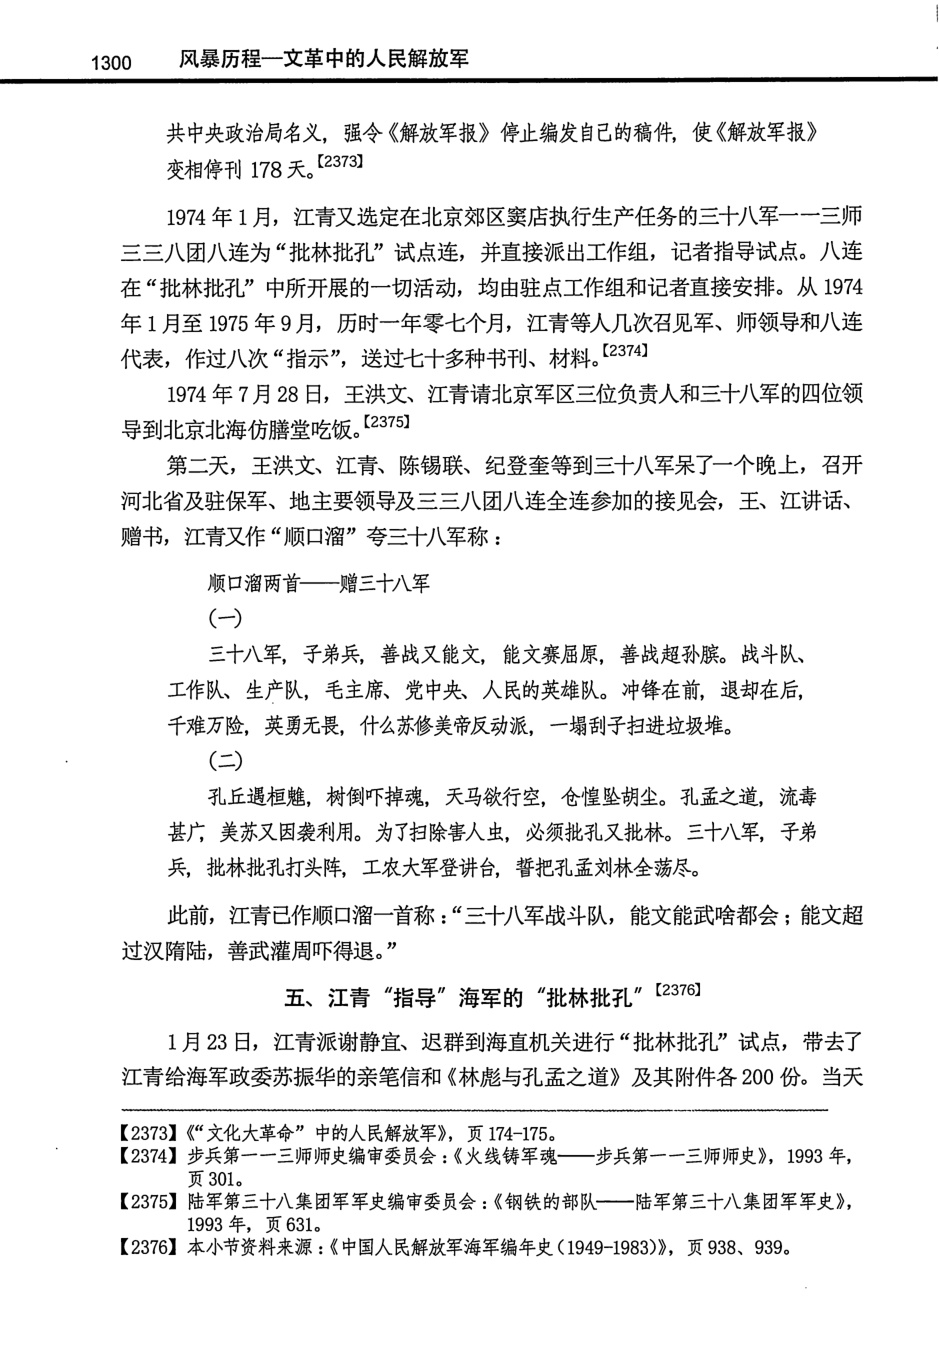 1300 风暴历程—文革中的人民解放军
共中央政治局名义，强令《解放军报》停止编发自己的稿件，使《解放军报》
变相停刊 178 天。【2373】
1974 年 1 月，江青又选定在北京郊区窦店执行生产任务的三十八军一一三师
三三八团八连为“批林批孔”试点连，并直接派出工作组，记者指导试点。八连
在“批林批孔”中所开展的一切活动，均由驻点工作组和记者直接安排。从 1974
年 1 月至 1975 年 9 月，历时一年零七个月，江青等人几次召见军、师领导和八连
代表，作过八次“指示”，送过七十多种书刊、材料。【2374】
1974 年 7 月 28 日，王洪文、江青请北京军区三位负责人和三十八军的四位领
导到北京北海仿膳堂吃饭。【2375】
第二天，王洪文、江青、陈锡联、纪登奎等到三十八军呆了一个晚上，召开
河北省及驻保军、地主要领导及三三八团八连全连参加的接见会，王、江讲话、
赠书，江青又作“顺口溜”夸三十八军称：
顺口溜两首——赠三十八军
（一）
三十八军，子弟兵，善战又能文，能文赛屈原，善战超孙膑。战斗队、
工作队、生产队，毛主席、党中央、人民的英雄队。冲锋在前，退却在后，
千难万险，英勇无畏，什么苏修美帝反动派，一塌刮子扫进垃圾堆。
（二）
孔丘遇桓魋，树倒吓掉魂，天马欲行空，仓惶坠胡尘。孔孟之道，流毒
甚广，美苏又因袭利用。为了扫除害人虫，必须批孔又批林。三十八军，子弟
兵，批林批孔打头阵，工农大军登讲台，誓把孔孟刘林全荡尽。
此前，江青已作顺口溜一首称：“三十八军战斗队，能文能武啥都会；能文超
过汉隋陆，善武灌周吓得退。”
五、江青“指导”海军的“批林批孔”【2376】
1 月 23 日，江青派谢静宜、迟群到海直机关进行“批林批孔”试点，带去了
江青给海军政委苏振华的亲笔信和《林彪与孔孟之道》及其附件各 200 份。当天
【2373】《“文化大革命”中的人民解放军》，页 174-175。
【2374】步兵第一一三师师史编审委员会：《火线铸军魂——步兵第一一三师师史》，1993 年，
页 301。
【2375】陆军第三十八集团军军史编审委员会：《钢铁的部队——陆军第三十八集团军军史》，
1993 年，页 631。
【2376】本小节资料来源：《中国人民解放军海军编年史（1949-1983）》，页 938、939。